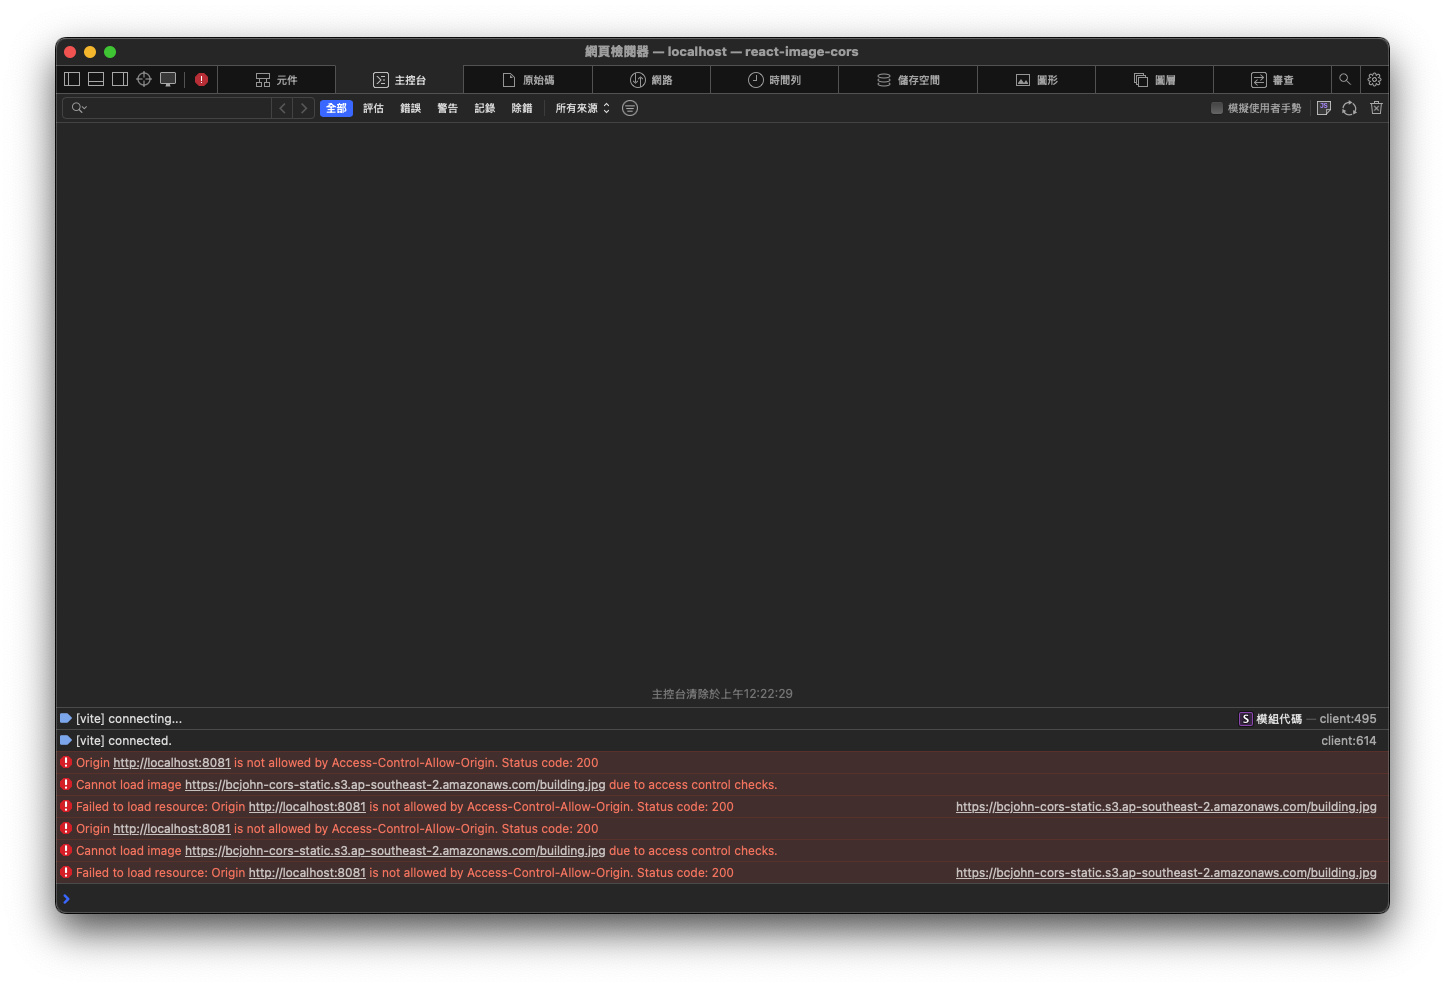 網頁檢閱器 — localhost — react-image-cors
元件 主控台 原始碼 網路 時間列 儲存空間 圖形 圖層 審查
全部 評估 錯誤 警告 記錄 除錯 所有來源 模擬使用者手勢 JS
主控台清除於上午12:22:29
[vite] connecting... S 模組代碼 — client:495
[vite] connected. client:614
Origin http://localhost:8081 is not allowed by Access-Control-Allow-Origin. Status code: 200
Cannot load image https://bcjohn-cors-static.s3.ap-southeast-2.amazonaws.com/building.jpg due to access control checks.
Failed to load resource: Origin http://localhost:8081 is not allowed by Access-Control-Allow-Origin. Status code: 200 https://bcjohn-cors-static.s3.ap-southeast-2.amazonaws.com/building.jpg
Origin http://localhost:8081 is not allowed by Access-Control-Allow-Origin. Status code: 200
Cannot load image https://bcjohn-cors-static.s3.ap-southeast-2.amazonaws.com/building.jpg due to access control checks.
Failed to load resource: Origin http://localhost:8081 is not allowed by Access-Control-Allow-Origin. Status code: 200 https://bcjohn-cors-static.s3.ap-southeast-2.amazonaws.com/building.jpg